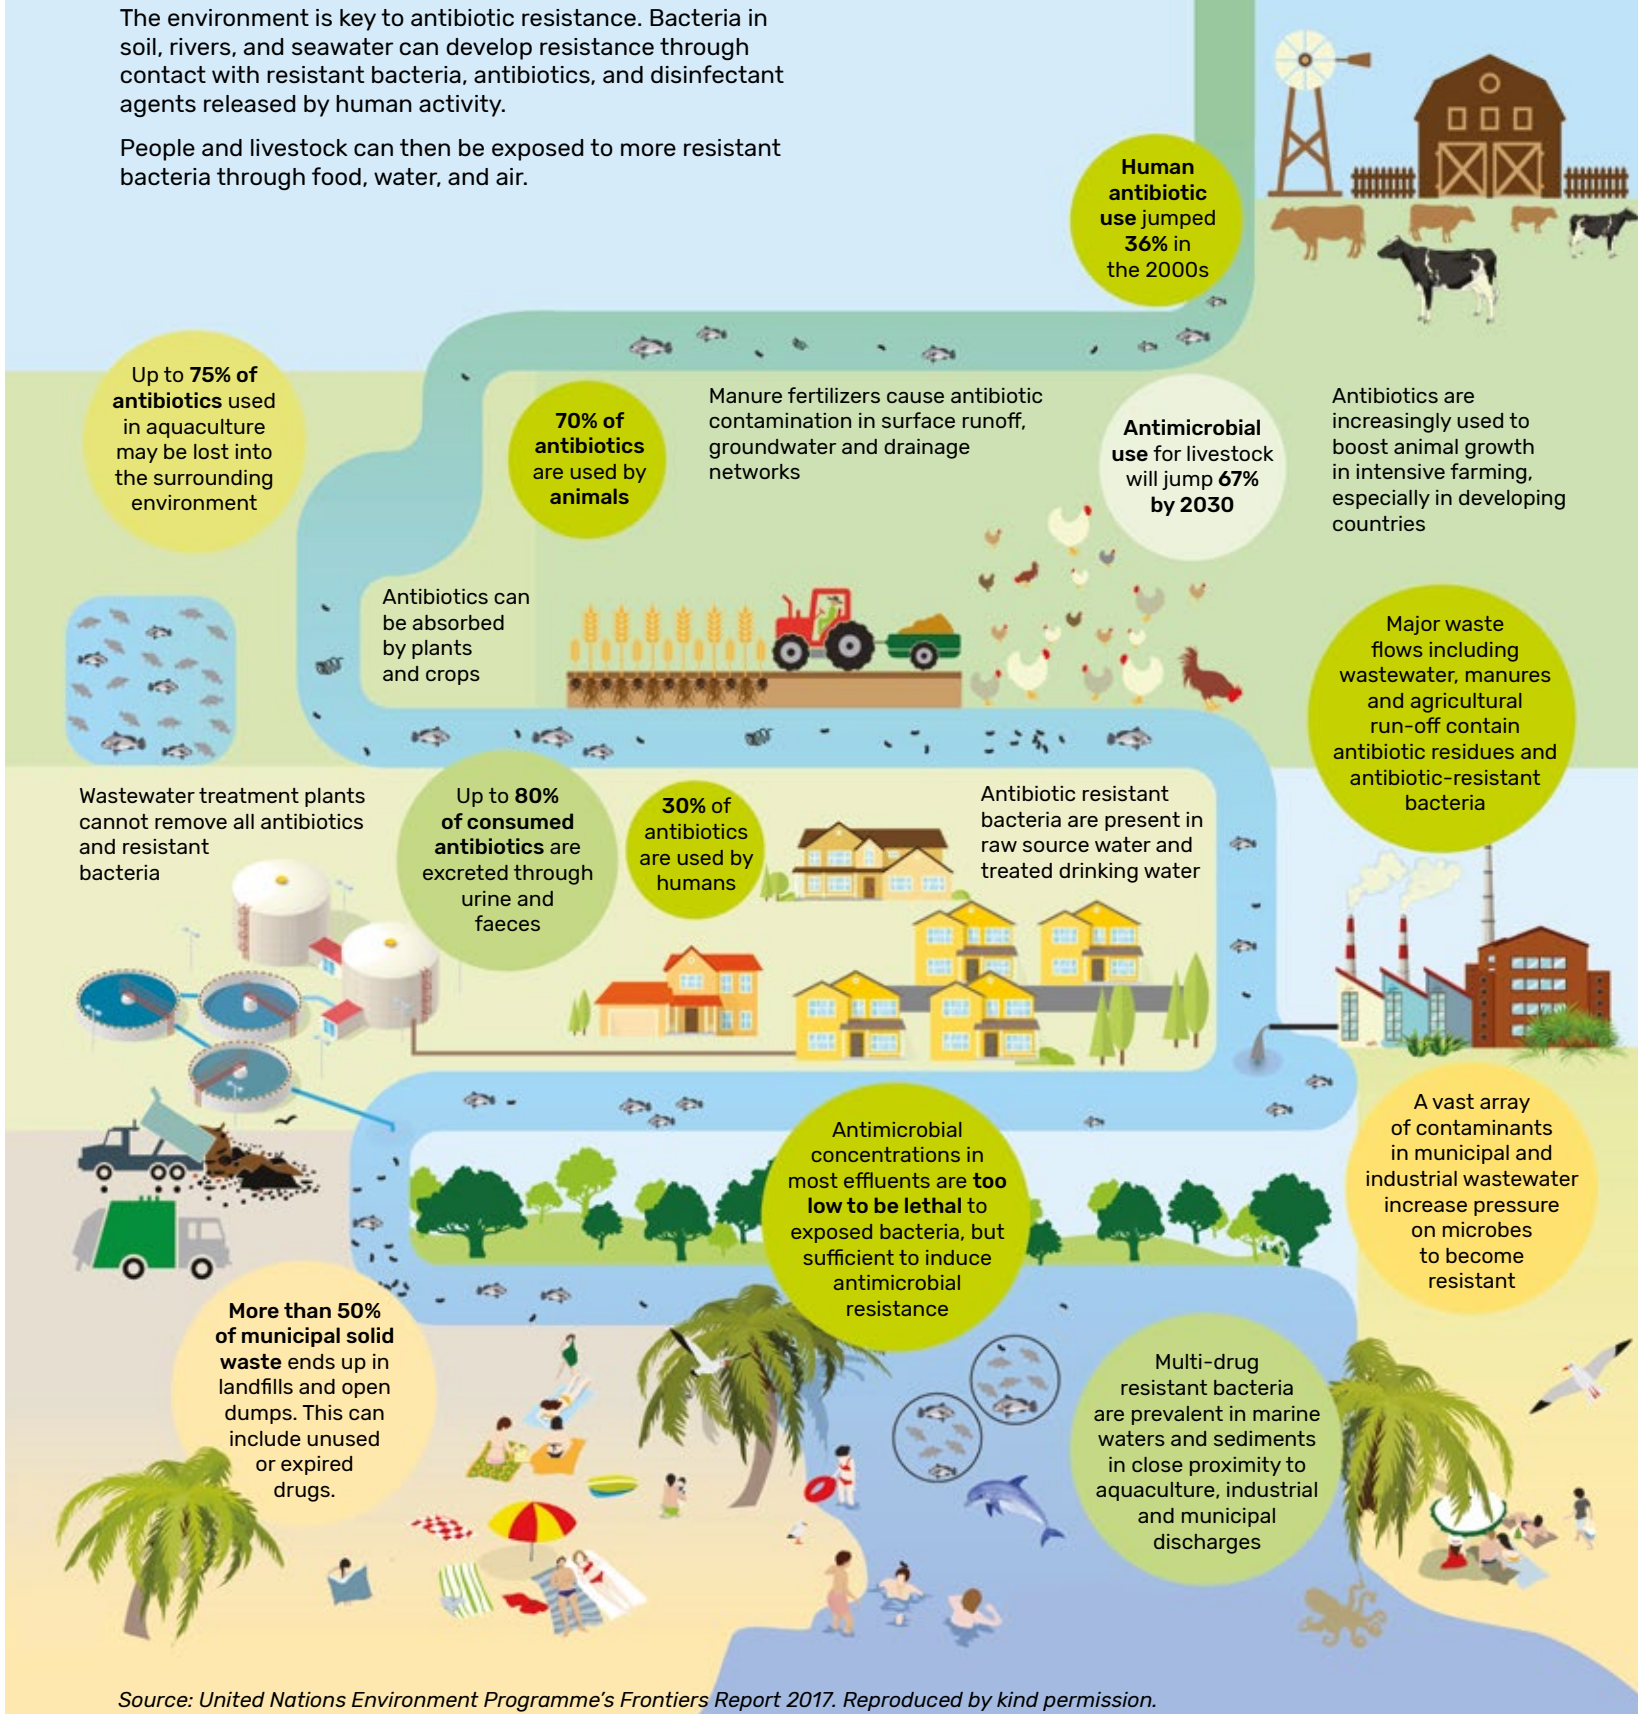 The environment is key to antibiotic resistance. Bacteria in
soil, rivers, and seawater can develop resistance through
contact with resistant bacteria, antibiotics, and disinfectant
agents released by human activity.
People and livestock can then be exposed to more resistant
bacteria through food, water, and air.
Human
antibiotic
use jumped
36% in
the 2000s
Up to 75% of
antibiotics used
in aquaculture
may be lost into
the surrounding
environment
70% of
antibiotics
are used by
animals
Manure fertilizers cause antibiotic
contamination in surface runoff,
groundwater and drainage
networks
Antimicrobial
use for livestock
will jump 67%
by 2030
Antibiotics are
increasingly used to
boost animal growth
in intensive farming,
especially in developing
countries
Antibiotics can
be absorbed
by plants
and crops
Major waste
flows including
wastewater, manures
and agricultural
run-off contain
antibiotic residues and
antibiotic-resistant
bacteria
Wastewater treatment plants
cannot remove all antibiotics
and resistant
bacteria
Up to 80%
of consumed
antibiotics are
excreted through
urine and
faeces
30% of
antibiotics
are used by
humans
Antibiotic resistant
bacteria are present in
raw source water and
treated drinking water
Antimicrobial
concentrations in
most effluents are too
low to be lethal to
exposed bacteria, but
sufficient to induce
antimicrobial
resistance
A vast array
of contaminants
in municipal and
industrial wastewater
increase pressure
on microbes
to become
resistant
More than 50%
of municipal solid
waste ends up in
landfills and open
dumps. This can
include unused
or expired
drugs.
Multi-drug
resistant bacteria
are prevalent in marine
waters and sediments
in close proximity to
aquaculture, industrial
and municipal
discharges
Source: United Nations Environment Programme's Frontiers Report 2017. Reproduced by kind permission.